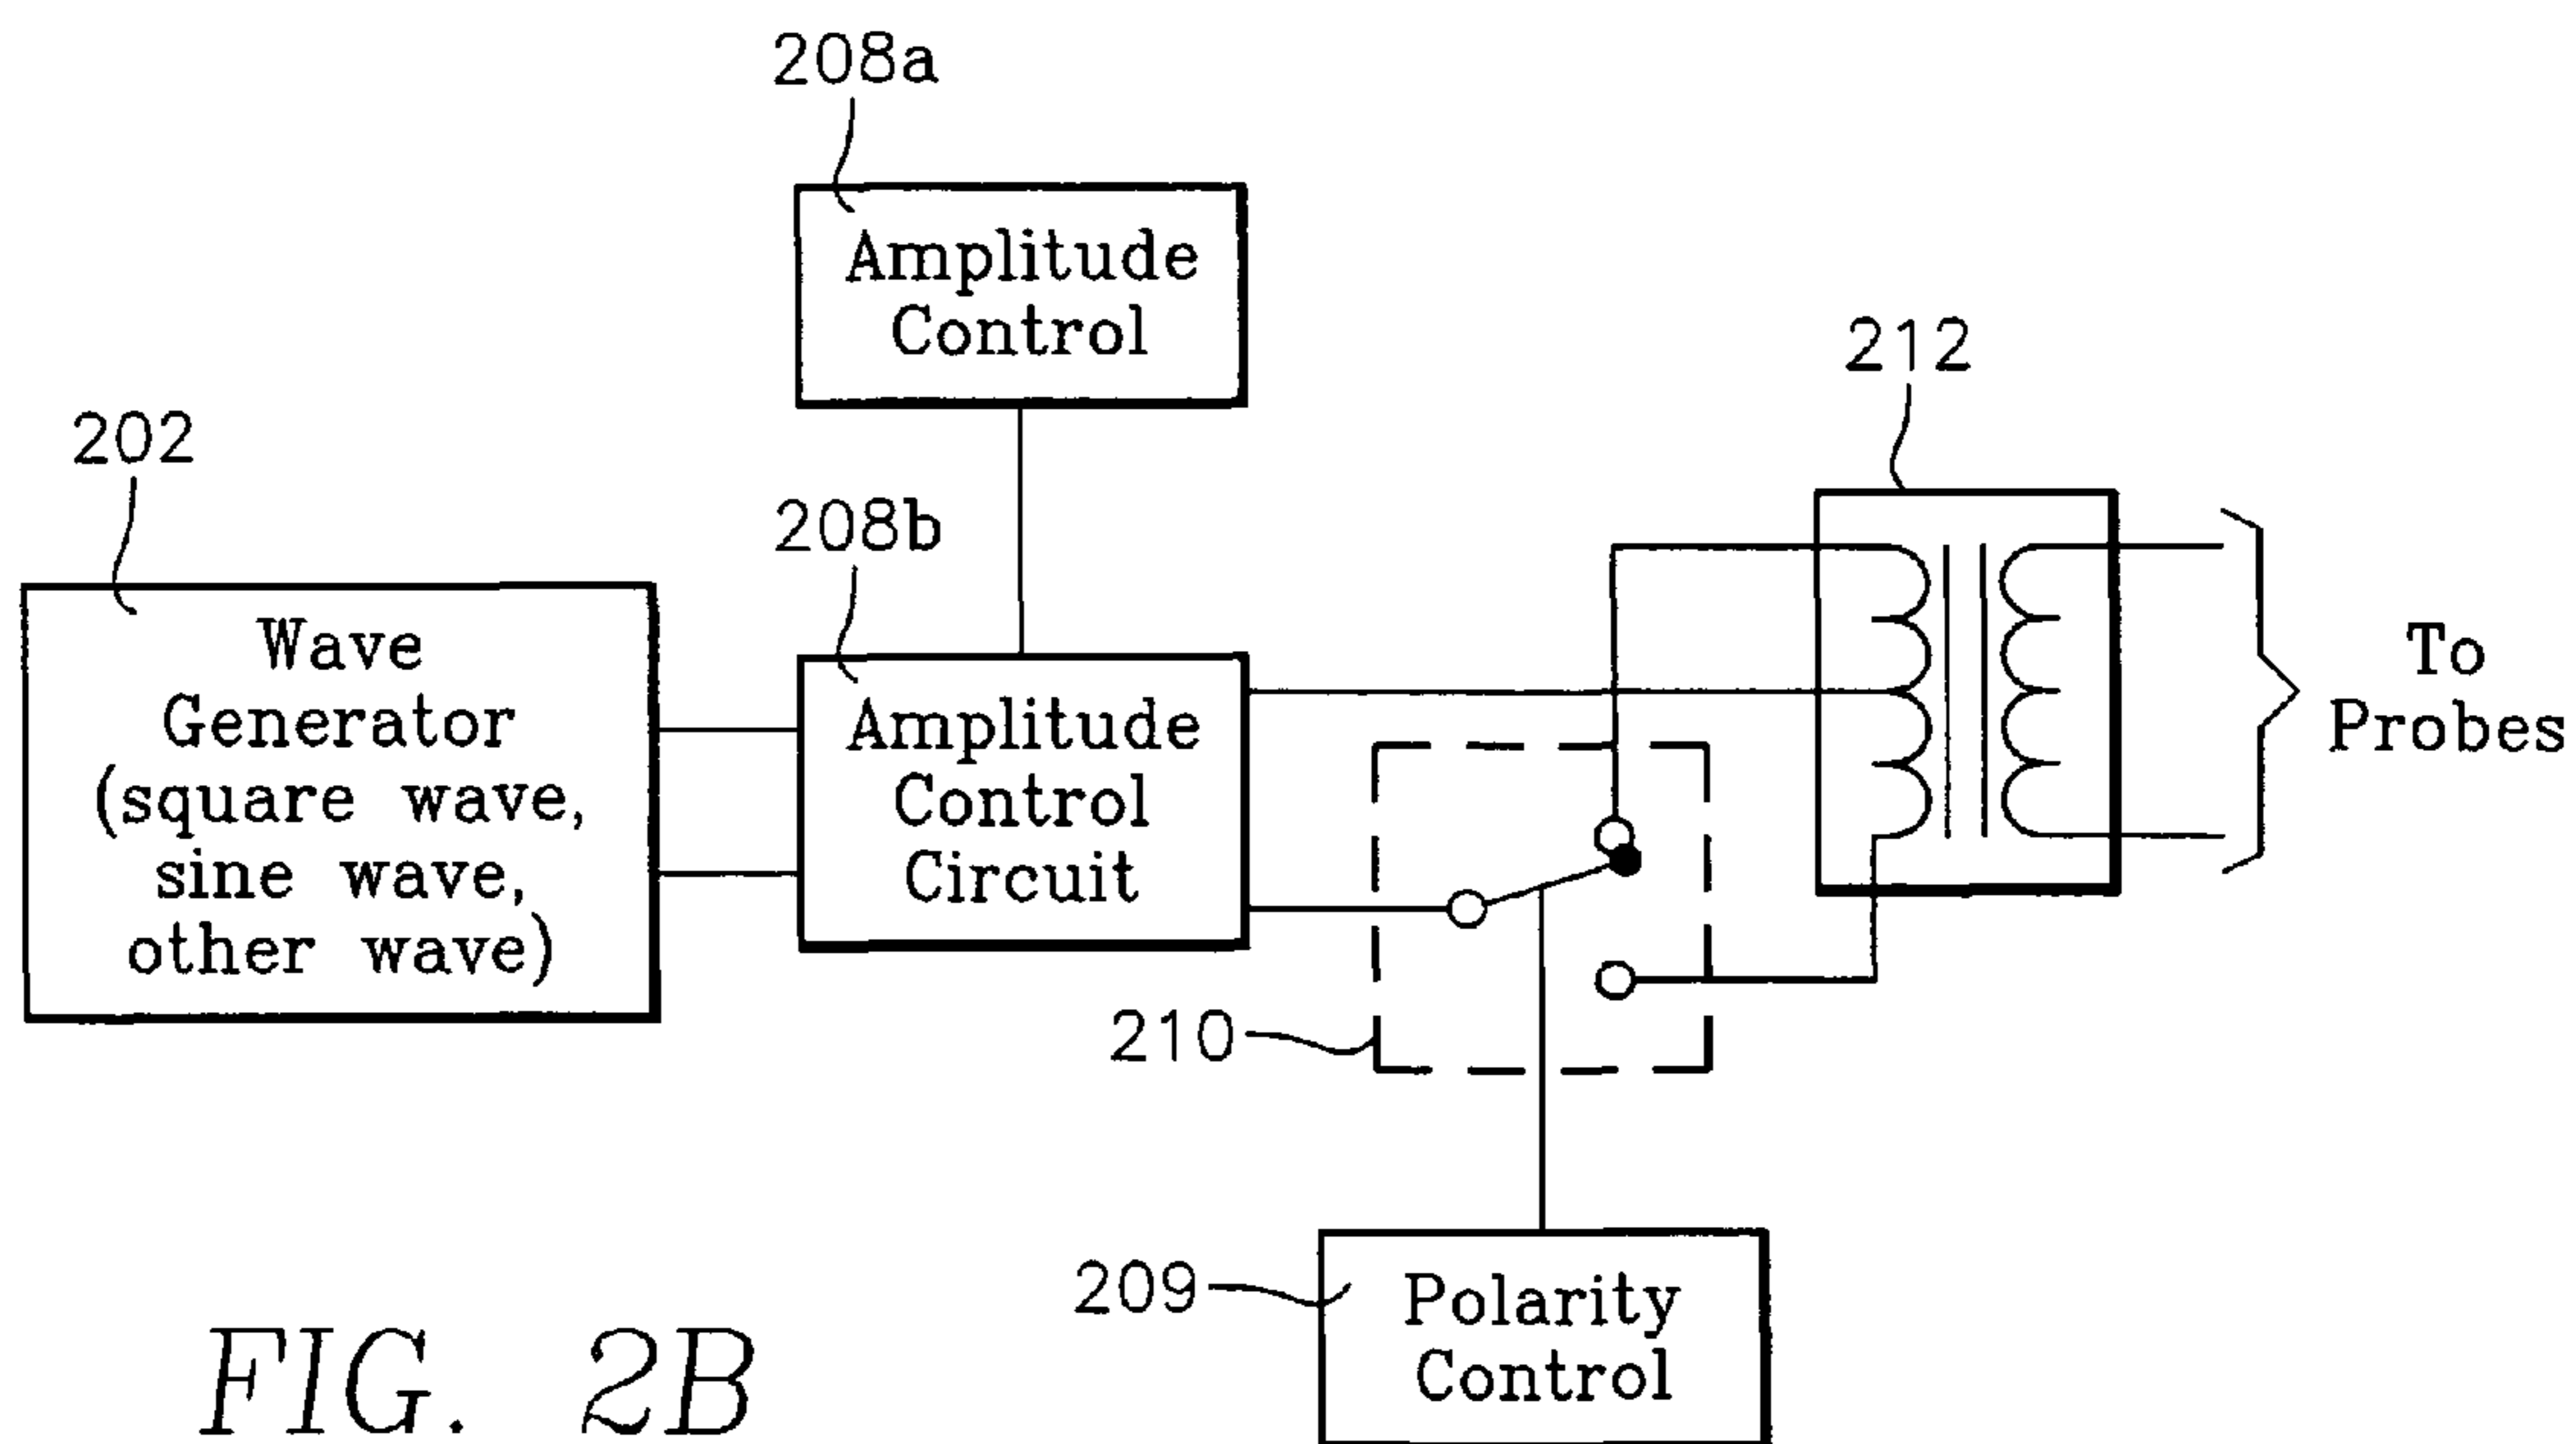 208a
Amplitude
Control
212
202
208b
Wave
Generator
(square wave,
sine wave,
other wave)
Amplitude
Control
Circuit
To
Probes
210
209
Polarity
Control
FIG. 2B